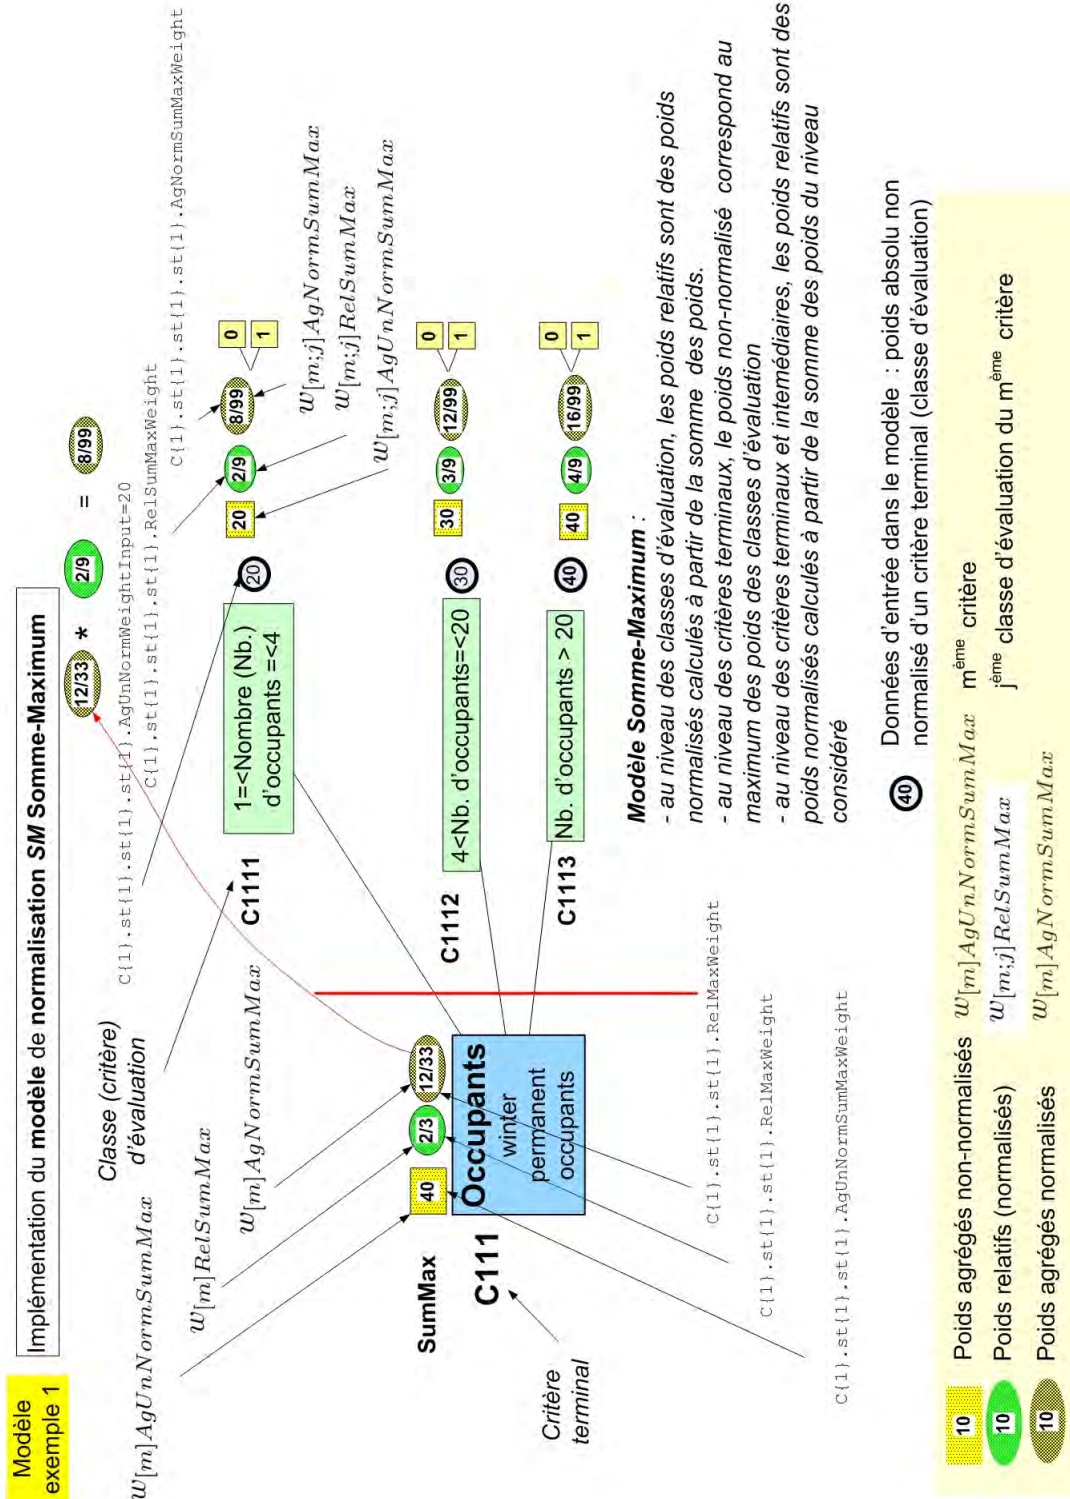 Modèle
exemple 1
Implémentation du modèle de normalisation SM Somme-Maximum
12/33 * 2/9 = 8/99
C{1}.st{1}.st{1}.st{1}.AgUnNormWeightInput=20
C{1}.st{1}.st{1}.st{1}.RelSumMaxWeight
C{1}.st{1}.st{1}.st{1}.AgNormSumMaxWeight
Classe (critère)
d'évaluation
w[m]AgUnNormSumMax
w[m]RelSumMax
w[m]AgNormSumMax
C1111
1=<Nombre (Nb.)
d'occupants =<4
20
20
2/9
8/99
0
1
w[m;j]AgNormSumMax
w[m;j]RelSumMax
w[m;j]AgUnNormSumMax
SumMax
40
2/3
12/33
C111
Occupants
winter
permanent
occupants
Critère
terminal
C1112
4<Nb. d'occupants=<20
30
30
3/9
12/99
0
1
C1113
Nb. d'occupants > 20
40
40
4/9
16/99
0
1
C{1}.st{1}.st{1}.RelMaxWeight
C{1}.st{1}.st{1}.RelMaxWeight
C{1}.st{1}.st{1}.AgUnNormSumMaxWeight
Modèle Somme-Maximum :
- au niveau des classes d'évaluation, les poids relatifs sont des poids
normalisés calculés à partir de la somme des poids.
- au niveau des critères terminaux, le poids non-normalisé correspond au
maximum des poids des classes d'évaluation
- au niveau des critères terminaux et intemédiaires, les poids relatifs sont des
poids normalisés calculés à partir de la somme des poids du niveau
considéré
40
Données d'entrée dans le modèle : poids absolu non
normalisé d'un critère terminal (classe d'évaluation)
10 Poids agrégés non-normalisés w[m]AgUnNormSumMax mème critère
10 Poids relatifs (normalisés) w[m;j]RelSumMax jème classe d'évaluation du mème critère
10 Poids agrégés normalisés w[m]AgNormSumMax